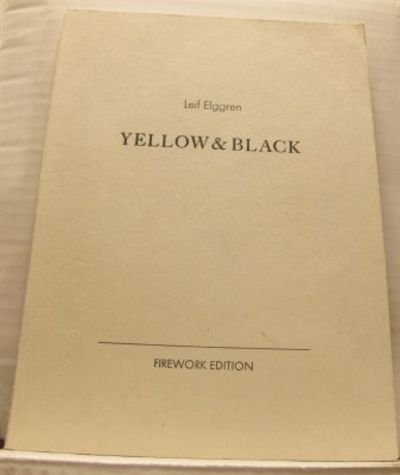 Leif Elggren
YELLOW & BLACK
FIREWORK EDITION